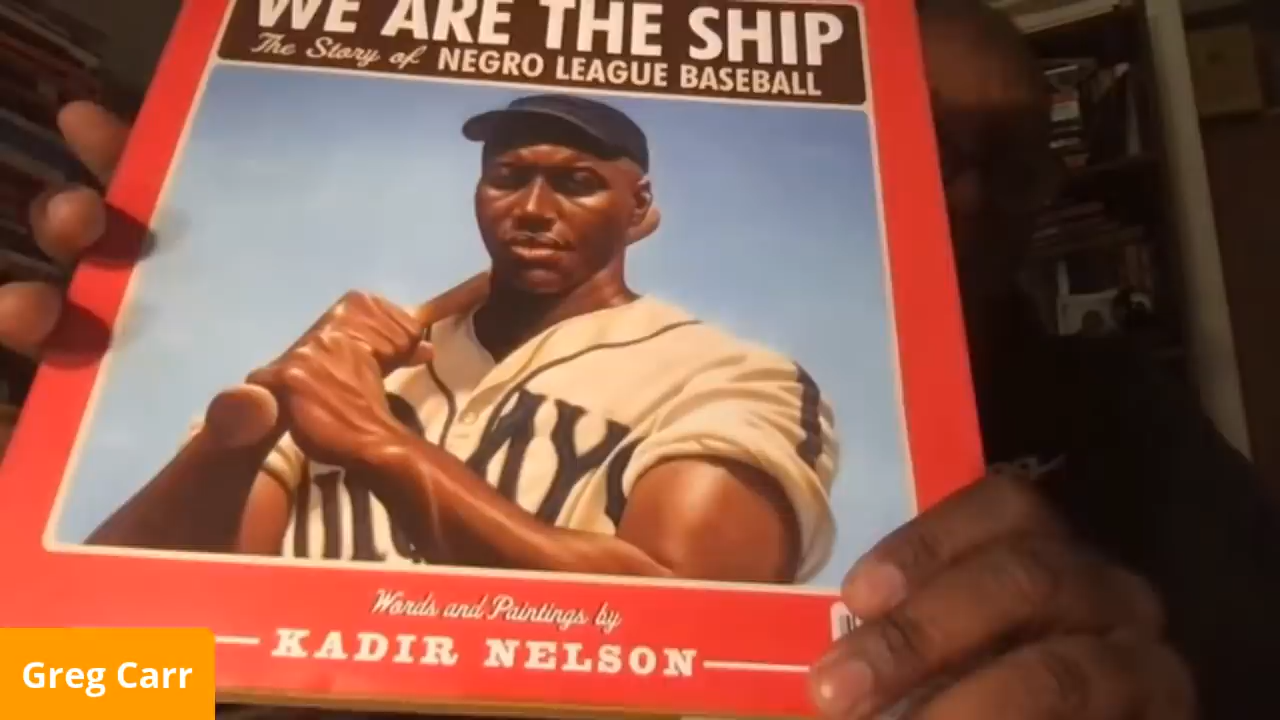 WE ARE THE SHIP
The Story of NEGRO LEAGUE BASEBALL
Words and Paintings by
KADIR NELSON
Greg Carr